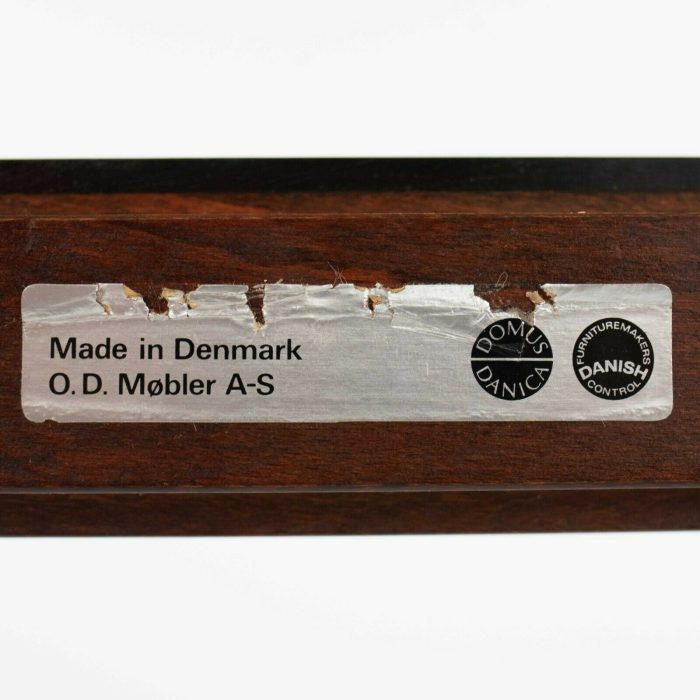 Made in Denmark
O. D. Møbler A-S
DOMUS
DANICA
FURNITUREMAKERS
DANISH
CONTROL